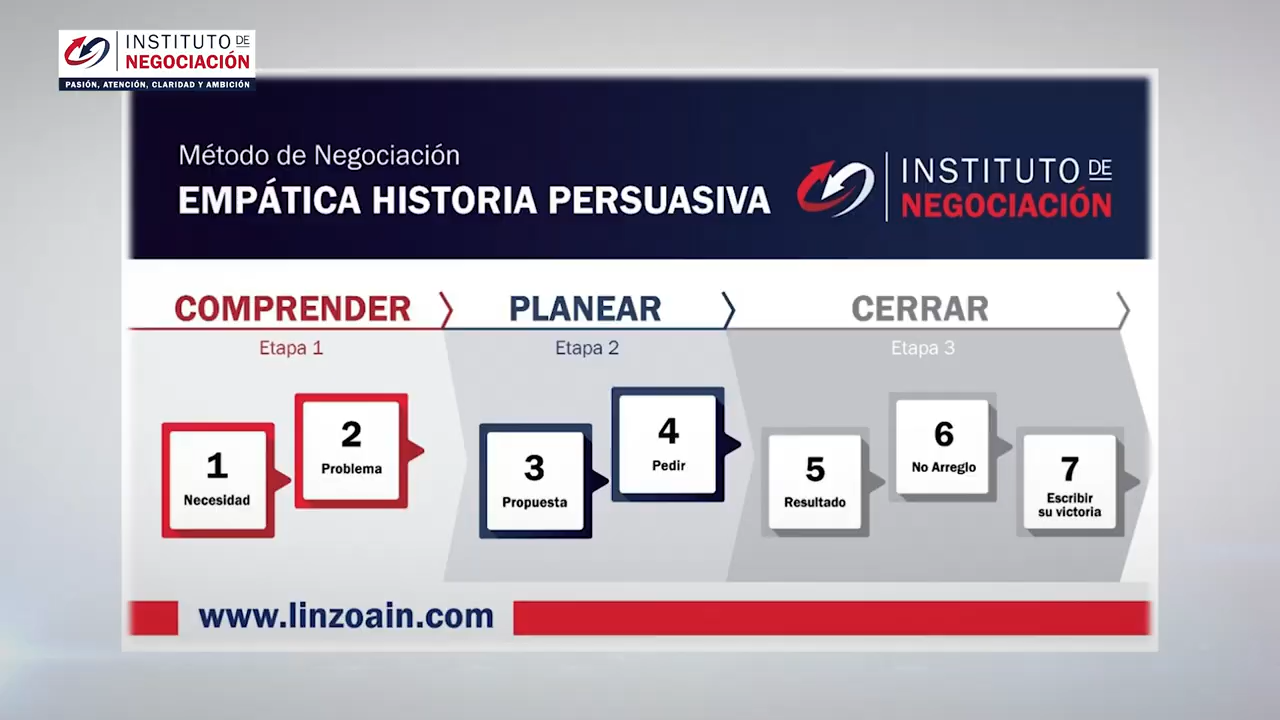 INSTITUTO DE
NEGOCIACIÓN
PASIÓN, ATENCIÓN, CLARIDAD Y AMBICIÓN
Método de Negociación
EMPÁTICA HISTORIA PERSUASIVA
INSTITUTO DE
NEGOCIACIÓN
COMPRENDER
PLANEAR
CERRAR
Etapa 1
Etapa 2
Etapa 3
1
Necesidad
2
Problema
3
Propuesta
4
Pedir
5
Resultado
6
No Arreglo
7
Escribir
su victoria
www.linzoain.com